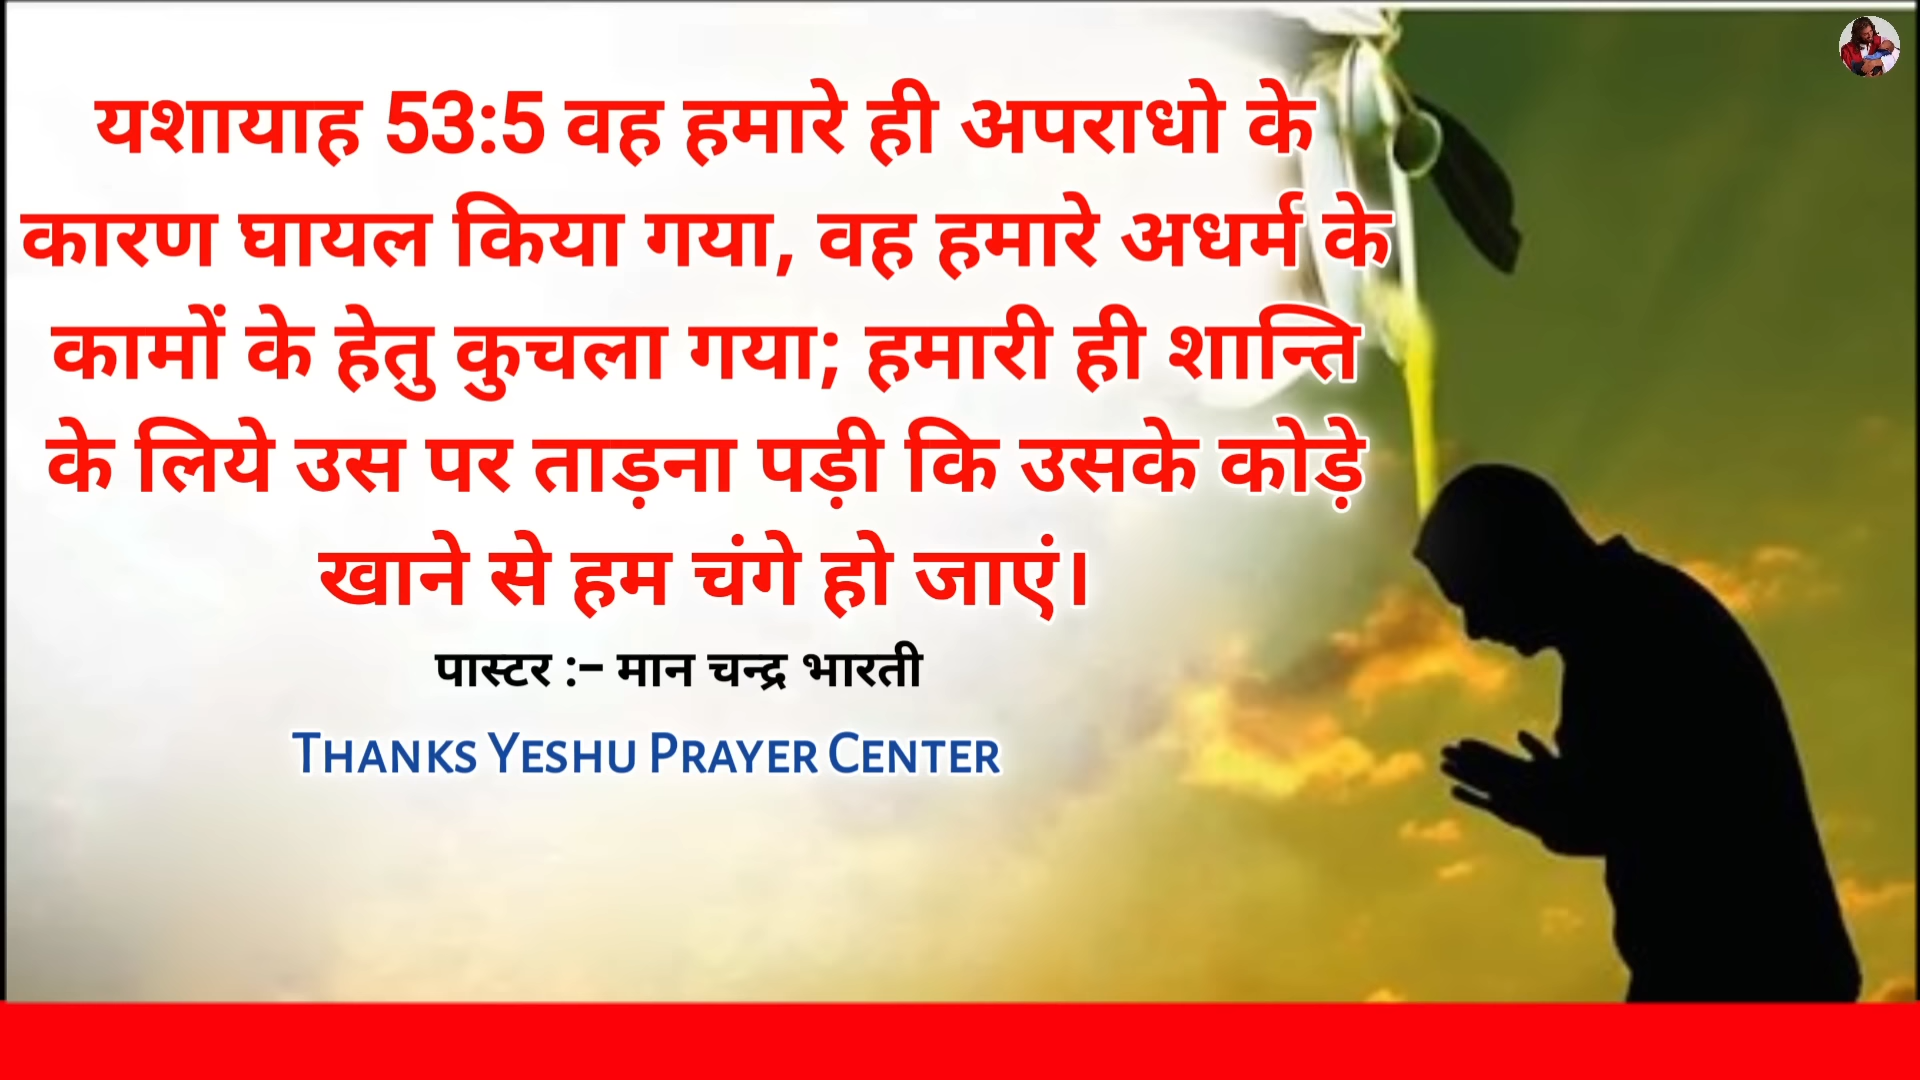 यशायाह 53:5 वह हमारे ही अपराधो के
कारण घायल किया गया, वह हमारे अधर्म के
कामों के हेतु कुचला गया; हमारी ही शान्ति
के लिये उस पर ताड़ना पड़ी कि उसके कोड़े
खाने से हम चंगे हो जाएं।
पास्टर :- मान चन्द्र भारती
THANKS YESHU PRAYER CENTER